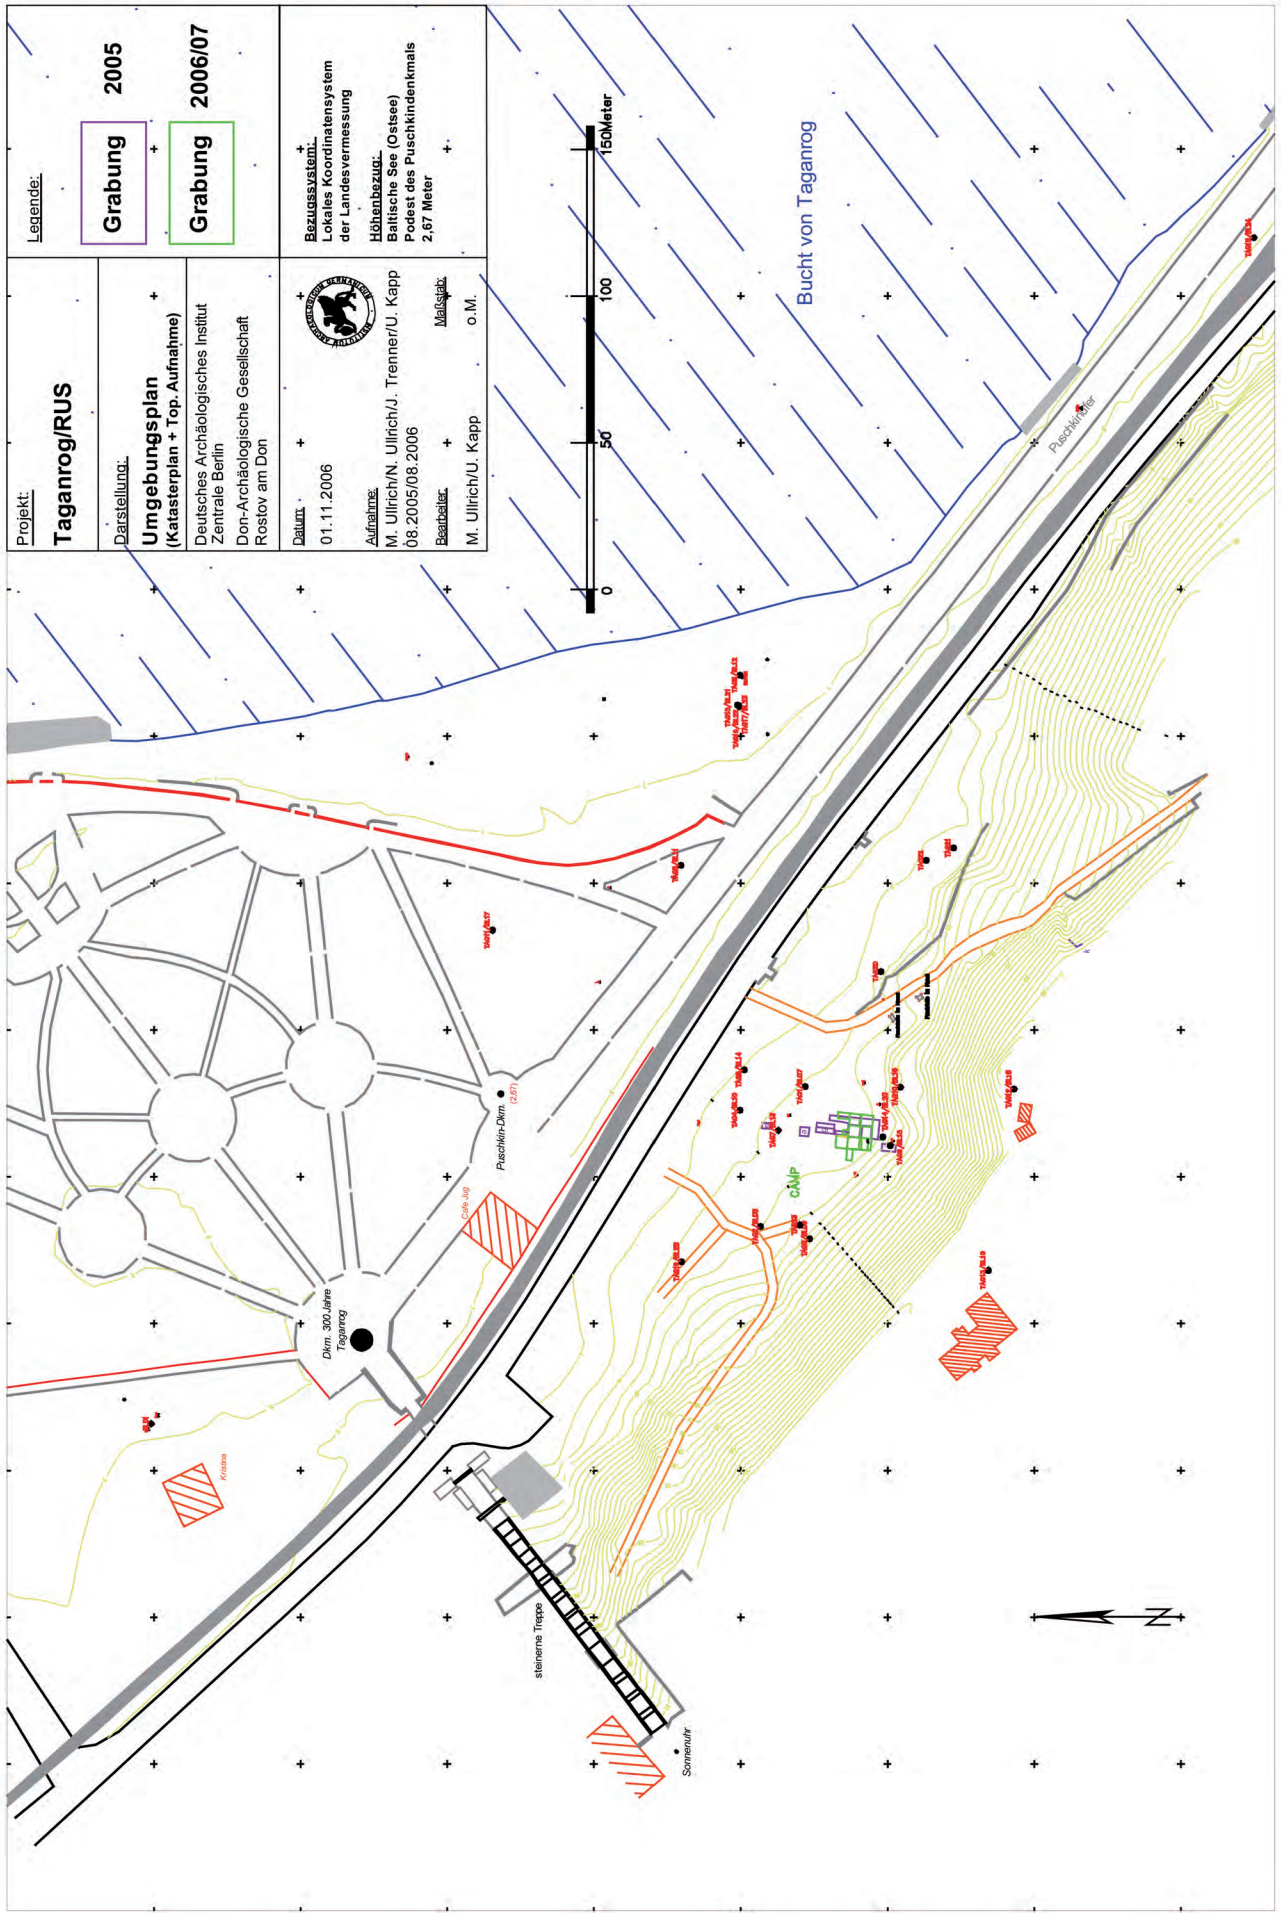 Projekt:
Taganrog/RUS
Darstellung:
Umgebungsplan
(Katasterplan + Top. Aufnahme)
Deutsches Archäologisches Institut
Zentrale Berlin
Don-Archäologische Gesellschaft
Rostov am Don
Datum:
01.11.2006
Aufnahme:
M. Ullrich/N. Ullrich/J. Trenner/U. Kapp
08.2005/08.2006
Bearbeiter:
M. Ullrich/U. Kapp
Maßstab:
o.M.
Legende:
Grabung 2005
Grabung 2006/07
Bezugssystem:
Lokales Koordinatensystem
der Landesvermessung
Höhenbezug:
Baltische See (Ostsee)
Podest des Puschkindenkmals
2,67 Meter
0 50 100 150Meter
Bucht von Taganrog
Puschkinufer
Puschkin-Dkm.
(2,67)
Cafe Jug
Dkm. 300 Jahre
Taganrog
Kristina
steinerne Treppe
Sonnenuhr
CAMP
N